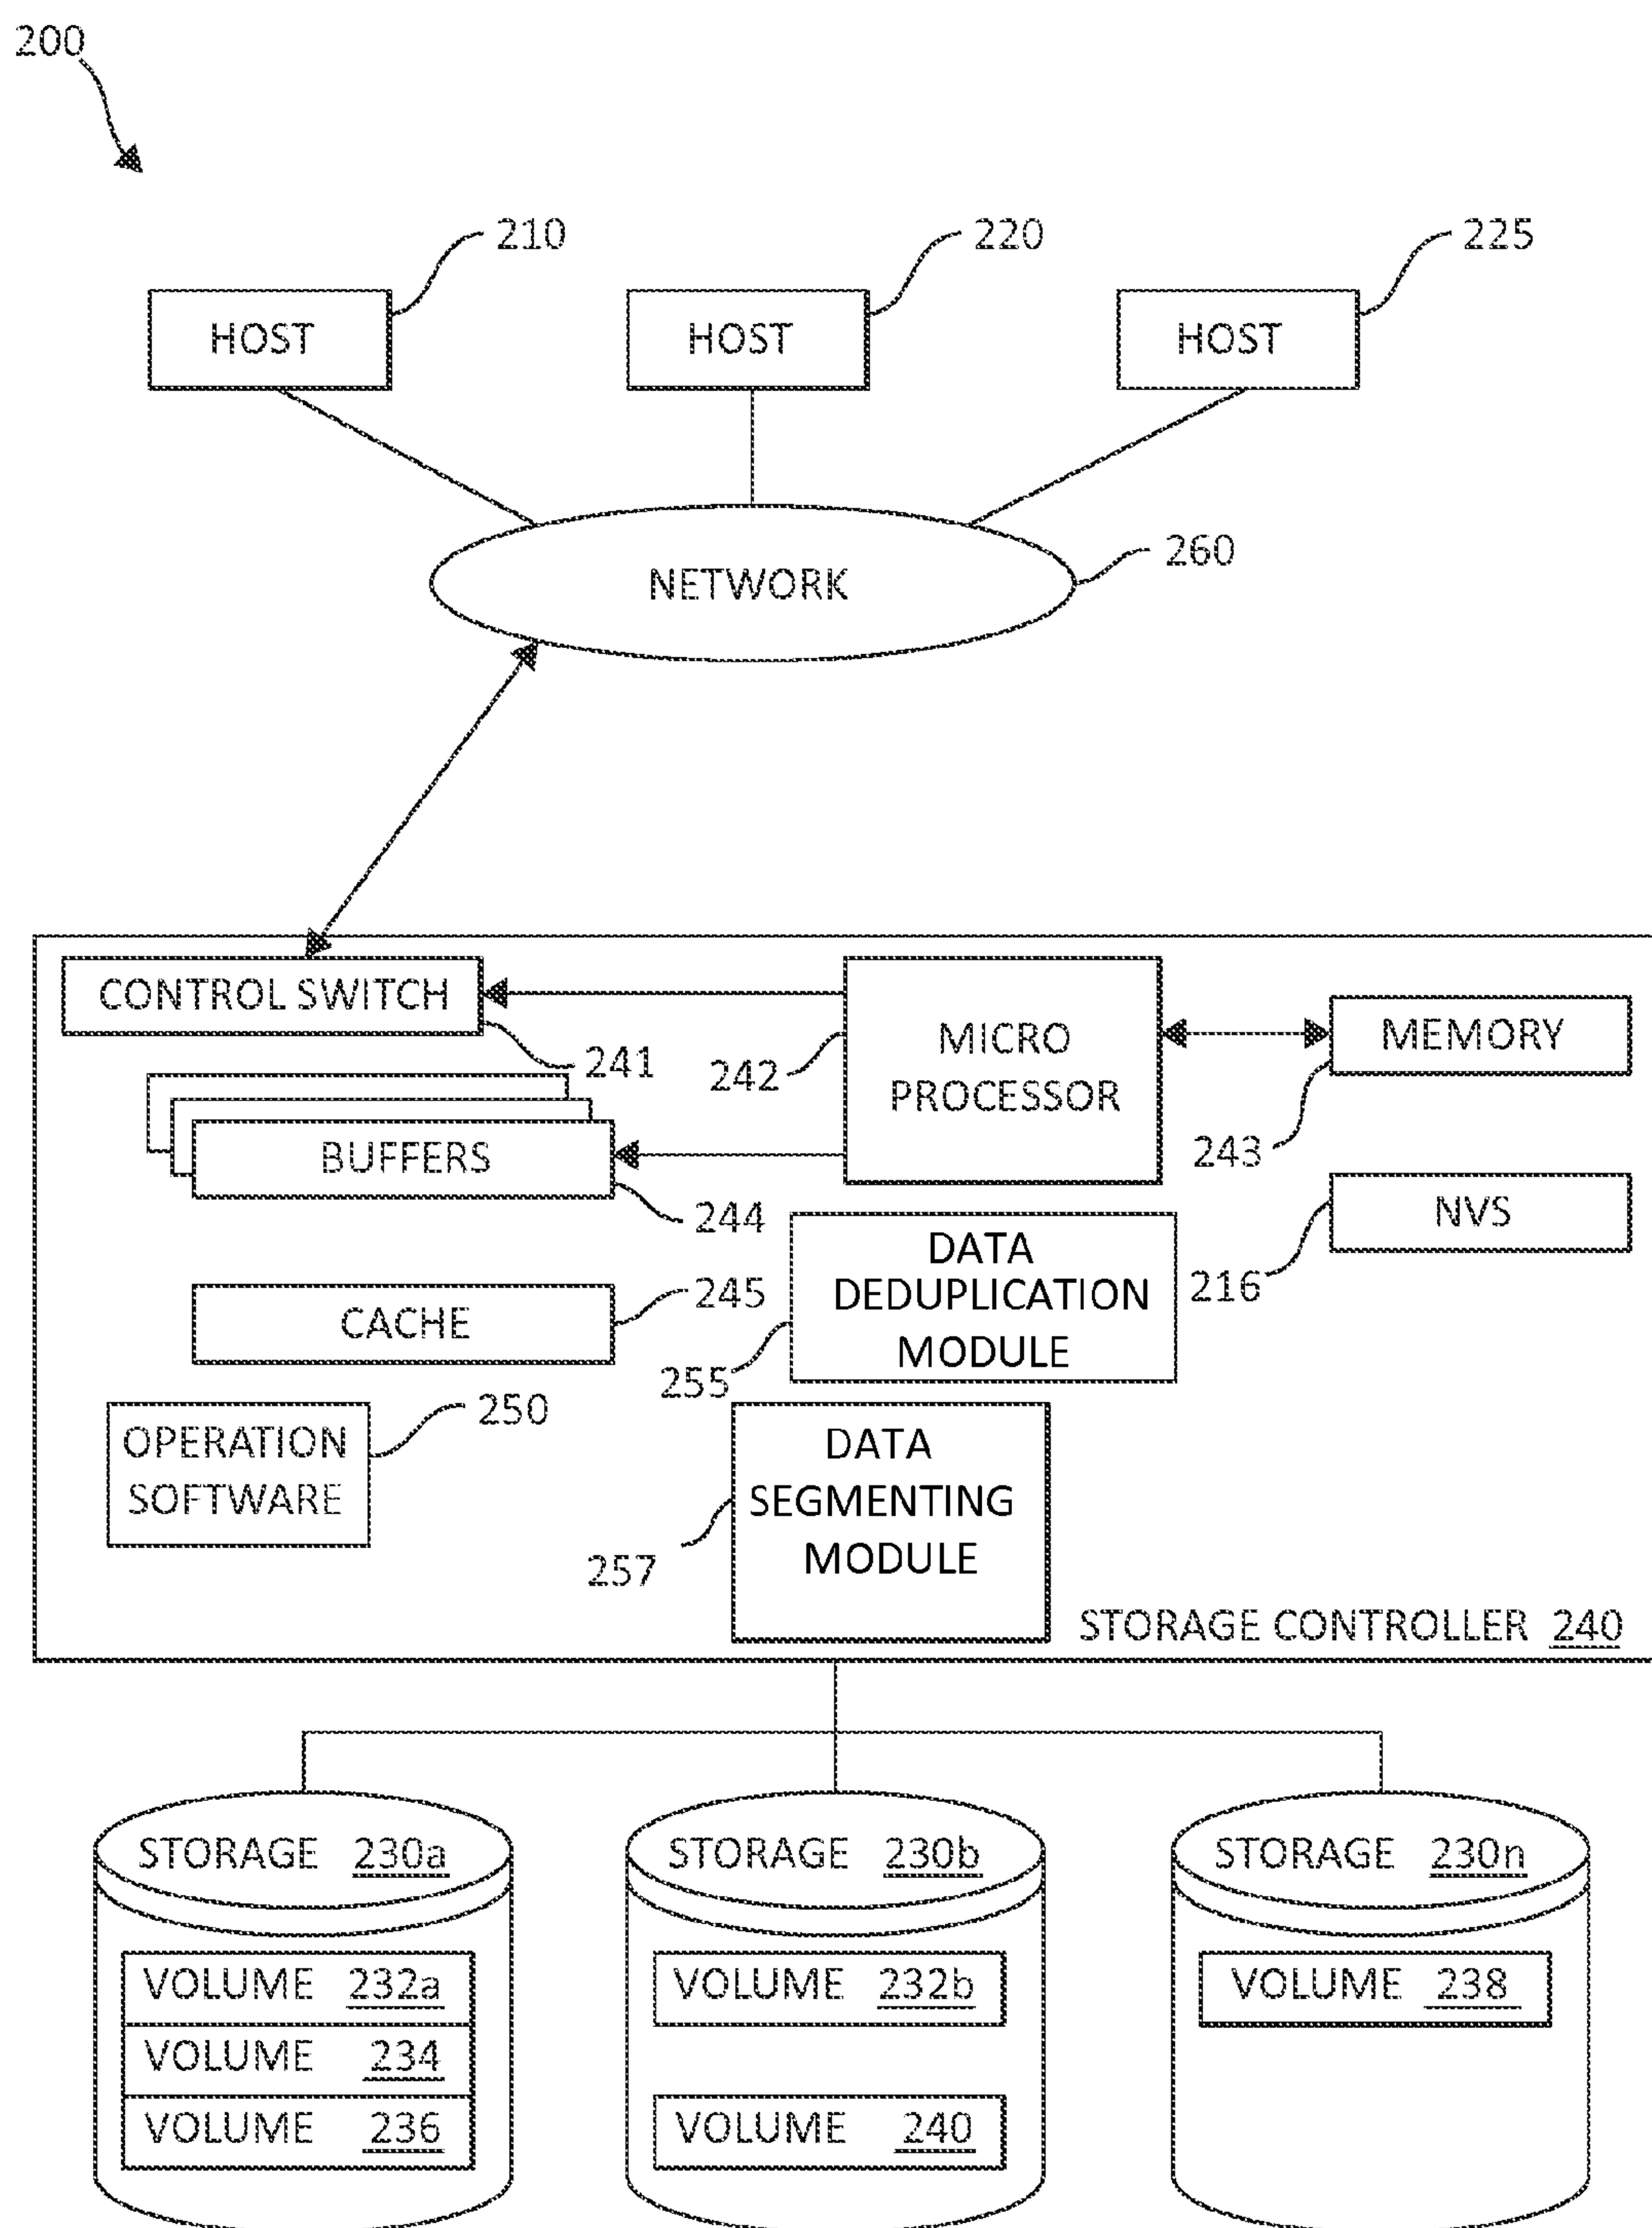 200
210
220
225
HOST
HOST
HOST
260
NETWORK
CONTROL SWITCH
241
242
MICRO
PROCESSOR
MEMORY
243
BUFFERS
244
NVS
216
DATA
DEDUPLICATION
MODULE
255
CACHE
245
OPERATION
SOFTWARE
250
DATA
SEGMENTING
MODULE
257
STORAGE CONTROLLER 240
STORAGE 230a
VOLUME 232a
VOLUME 234
VOLUME 236
STORAGE 230b
VOLUME 232b
VOLUME 240
STORAGE 230n
VOLUME 238